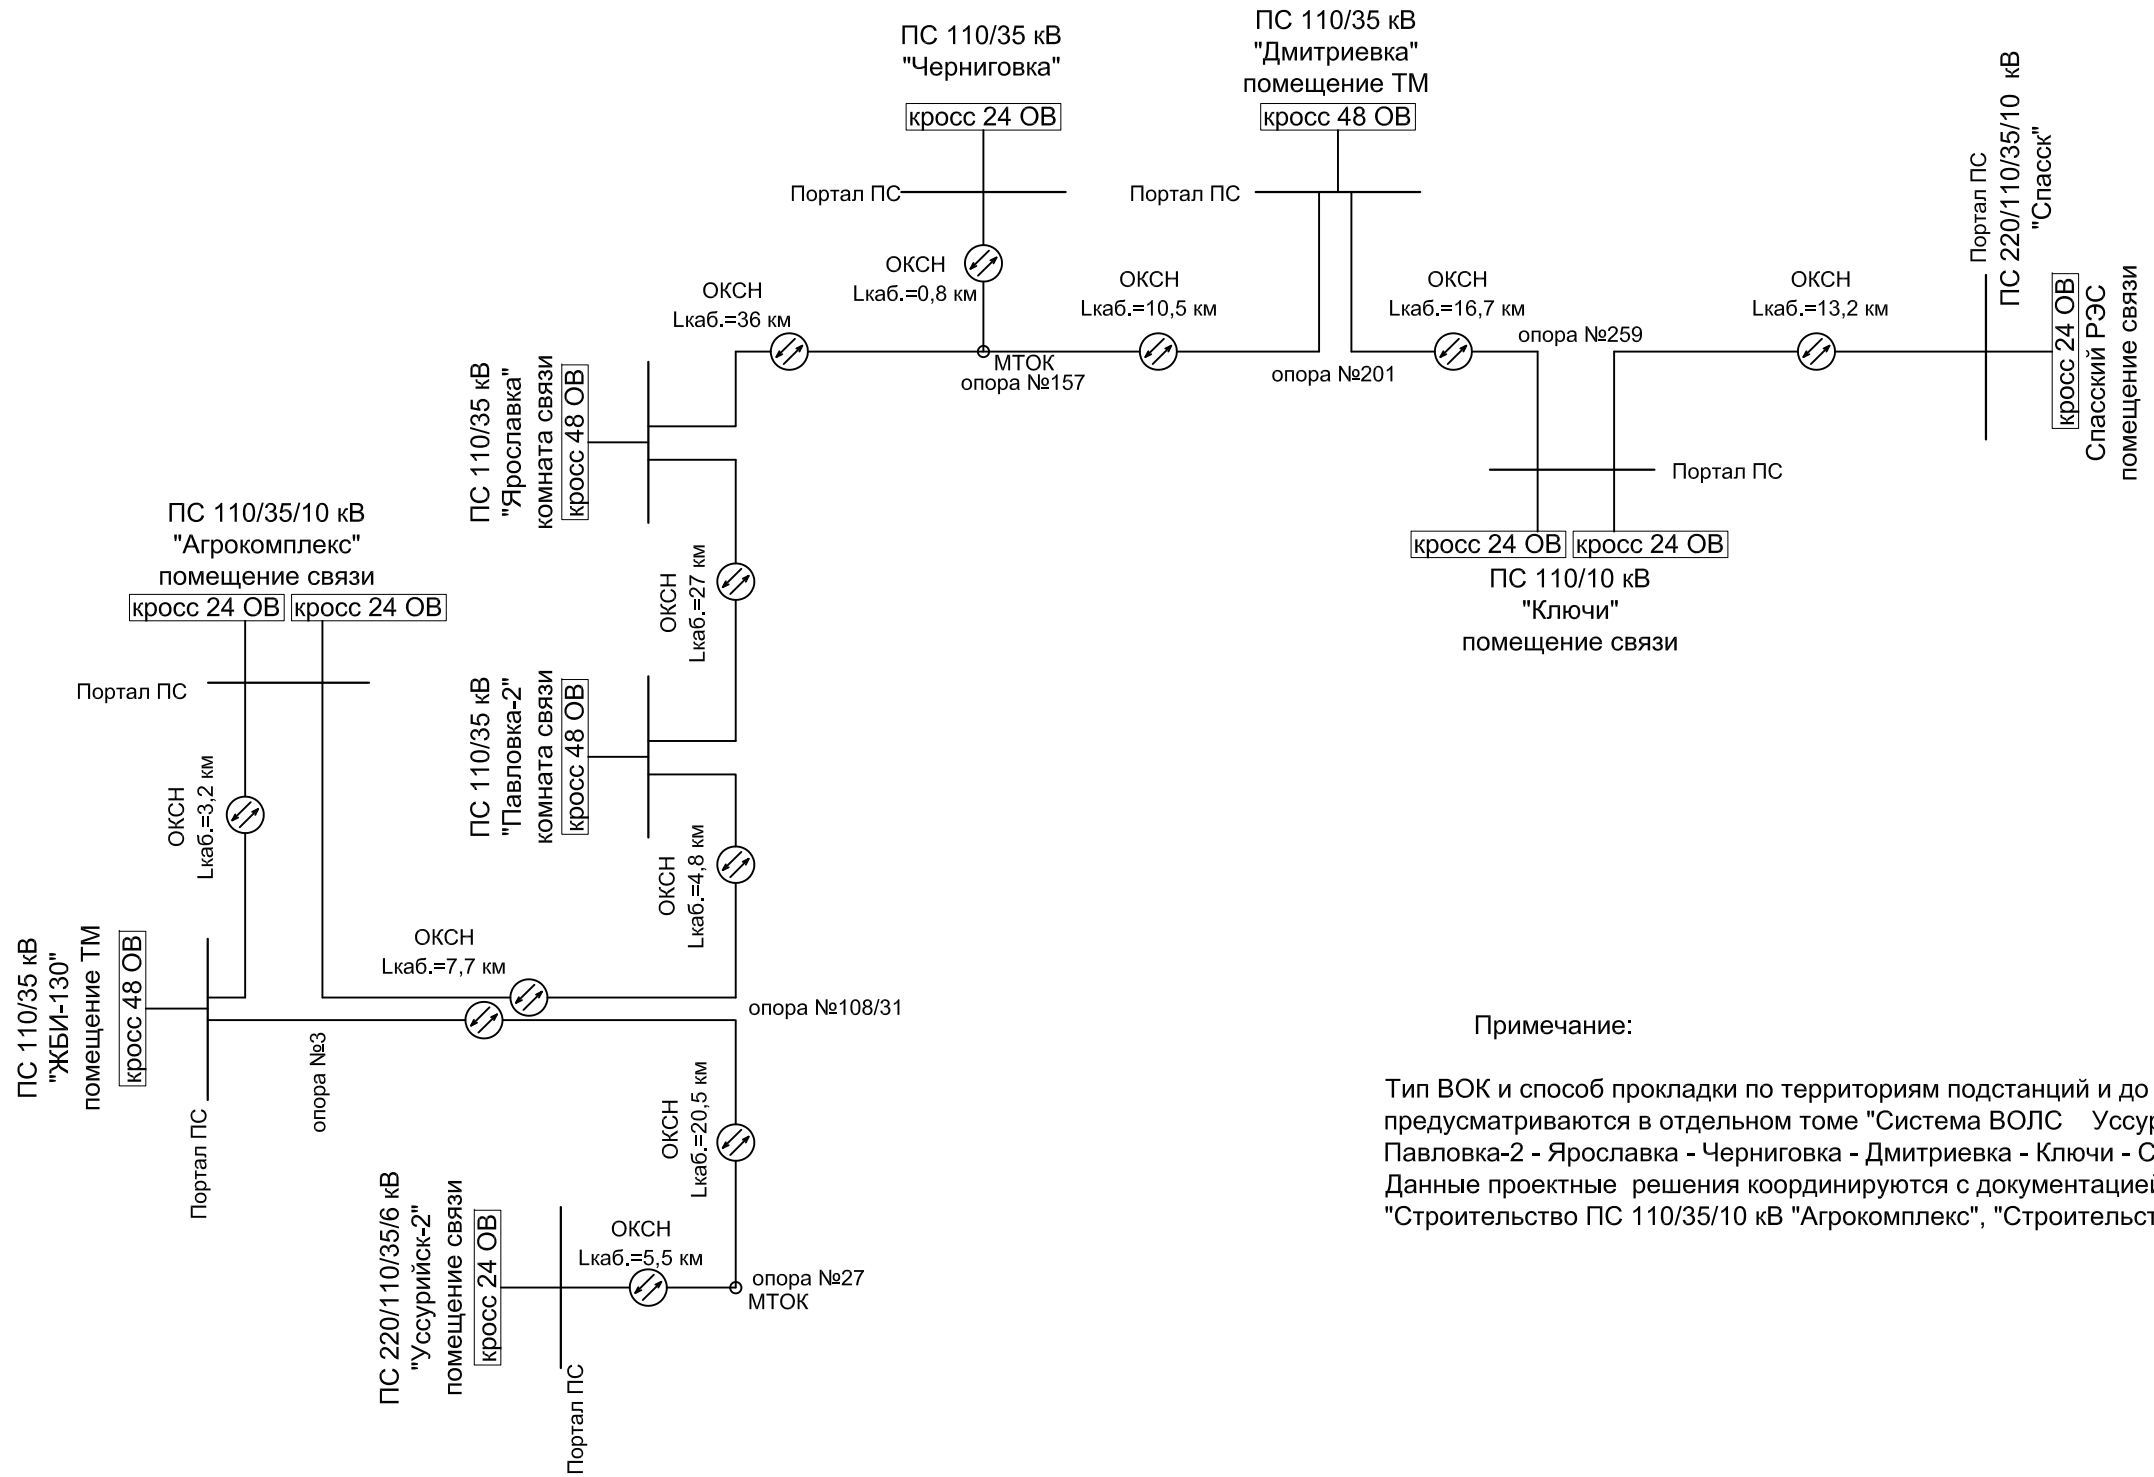 ПС 110/35 кВ
"Черниговка"
кросс 24 ОВ
Портал ПС
ОКСН
Lкаб.=0,8 км
ПС 110/35 кВ
"Дмитриевка"
помещение ТМ
кросс 48 ОВ
Портал ПС
Портал ПС
ПС 220/110/35/10 кВ
"Спасск"
кросс 24 ОВ
Спасский РЭС
помещение связи
ОКСН
Lкаб.=36 км
МТОК
опора №157
ОКСН
Lкаб.=10,5 км
опора №201
ОКСН
Lкаб.=16,7 км
опора №259
ОКСН
Lкаб.=13,2 км
Портал ПС
кросс 24 ОВ
кросс 24 ОВ
ПС 110/10 кВ
"Ключи"
помещение связи
ПС 110/35 кВ
"Ярославка"
комната связи
кросс 48 ОВ
ОКСН
Lкаб.=27 км
ПС 110/35/10 кВ
"Агрокомплекс"
помещение связи
кросс 24 ОВ
кросс 24 ОВ
Портал ПС
ОКСН
Lкаб.=3,2 км
ПС 110/35 кВ
"Павловка-2"
комната связи
кросс 48 ОВ
ОКСН
Lкаб.=4,8 км
ПС 110/35 кВ
"ЖБИ-130"
помещение ТМ
кросс 48 ОВ
Портал ПС
ОКСН
Lкаб.=7,7 км
опора №108/31
опора №3
ОКСН
Lкаб.=20,5 км
ПС 220/110/35/6 кВ
"Уссурийск-2"
помещение связи
кросс 24 ОВ
Портал ПС
ОКСН
Lкаб.=5,5 км
опора №27
МТОК
Примечание:
Тип ВОК и способ прокладки по территориям подстанций и до
предусматриваются в отдельном томе "Система ВОЛС Уссур
Павловка-2 - Ярославка - Черниговка - Дмитриевка - Ключи - С
Данные проектные решения координируются с документацией
"Строительство ПС 110/35/10 кВ "Агрокомплекс", "Строительст